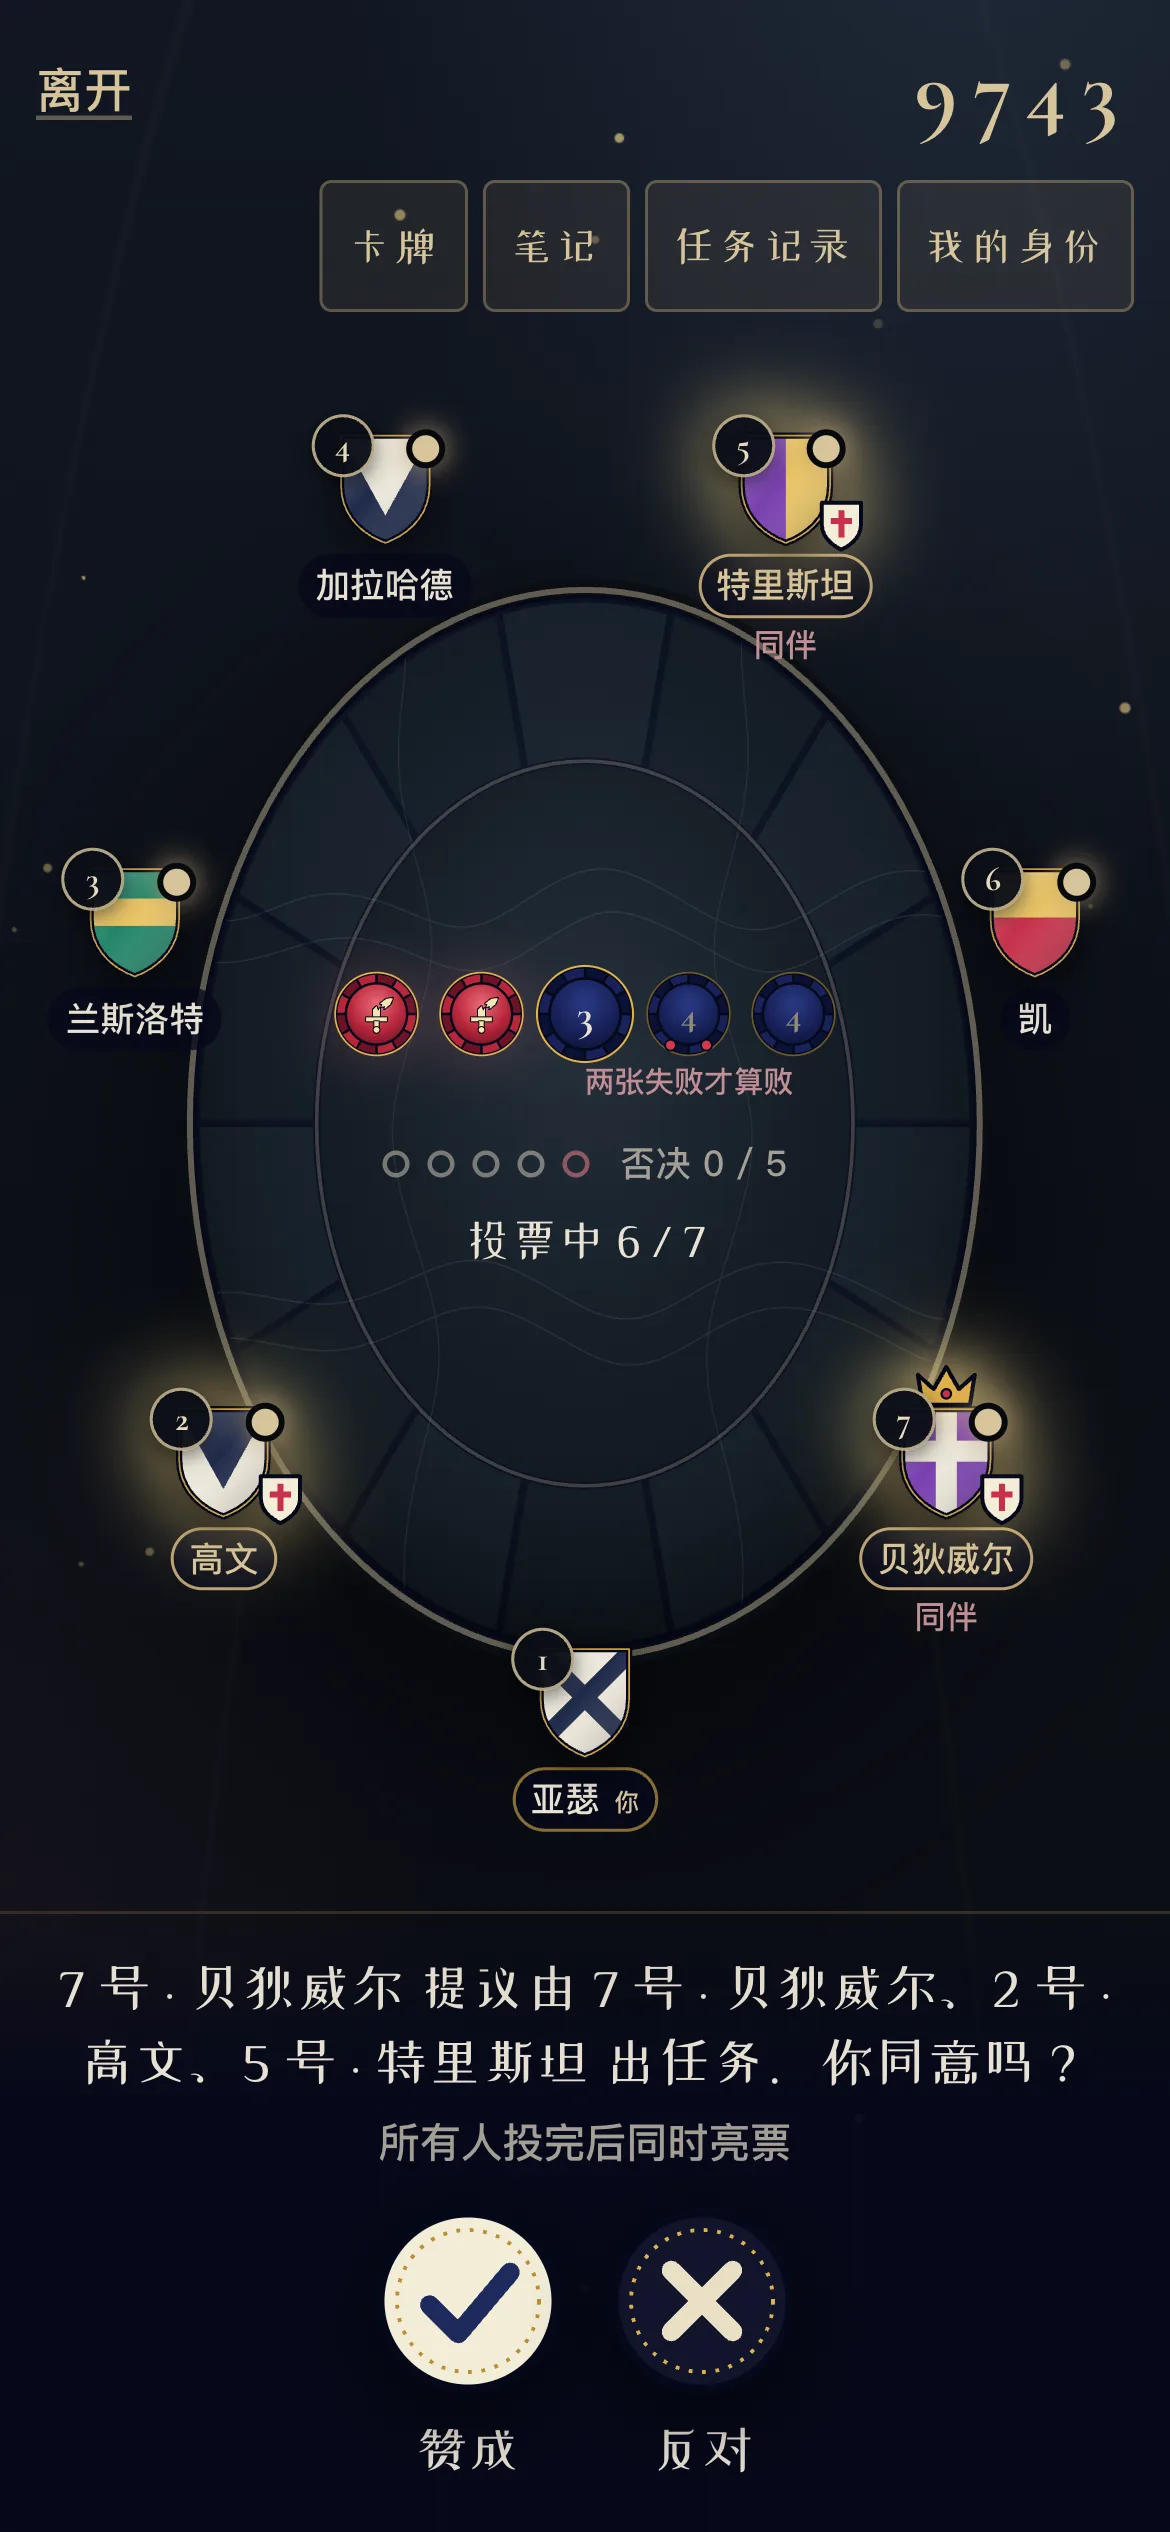 离开
9743
卡牌
笔记
任务记录
我的身份
4
5
加拉哈德
特里斯坦
同伴
3
6
兰斯洛特
凯
3
4
4
两张失败才算败
否决 0 / 5
投票中 6 / 7
2
7
高文
贝狄威尔
同伴
1
亚瑟 你
7 号 · 贝狄威尔 提议由 7 号 · 贝狄威尔、2 号 ·
高文、5 号 · 特里斯坦 出任务。你同意吗？
所有人投完后同时亮票
赞成
反对